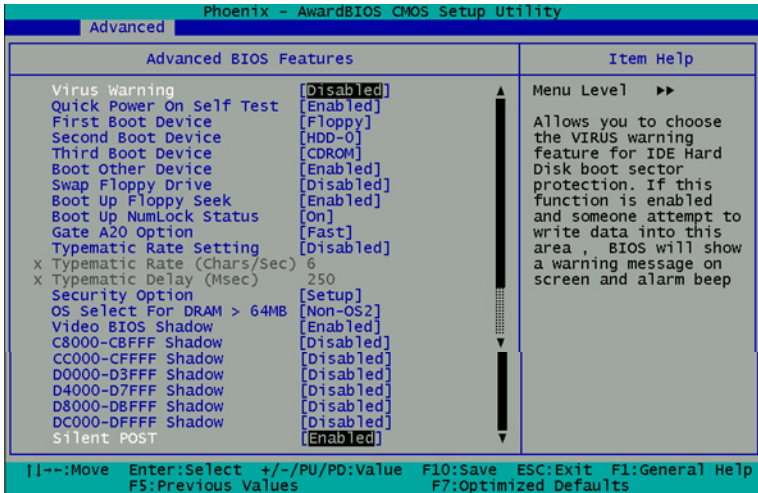 Phoenix - AwardBIOS CMOS Setup Utility
Advanced
Advanced BIOS Features
Item Help
Virus Warning [Disabled]
Quick Power On Self Test [Enabled]
First Boot Device [Floppy]
Second Boot Device [HDD-0]
Third Boot Device [CDROM]
Boot Other Device [Enabled]
Swap Floppy Drive [Disabled]
Boot Up Floppy Seek [Enabled]
Boot Up NumLock Status [On]
Gate A20 Option [Fast]
Typematic Rate Setting [Disabled]
x Typematic Rate (Chars/Sec) 6
x Typematic Delay (Msec) 250
Security Option [Setup]
OS Select For DRAM > 64MB [Non-OS2]
Video BIOS Shadow [Enabled]
C8000-CBFFF Shadow [Disabled]
CC000-CFFFF Shadow [Disabled]
D0000-D3FFF Shadow [Disabled]
D4000-D7FFF Shadow [Disabled]
D8000-DBFFF Shadow [Disabled]
DC000-DFFFF Shadow [Disabled]
Silent POST [Enabled]
Menu Level ▶▶
Allows you to choose
the VIRUS warning
feature for IDE Hard
Disk boot sector
protection. If this
function is enabled
and someone attempt to
write data into this
area , BIOS will show
a warning message on
screen and alarm beep
↑↓→←:Move Enter:Select +/-/PU/PD:Value F10:Save ESC:Exit F1:General Help
F5:Previous Values F7:Optimized Defaults